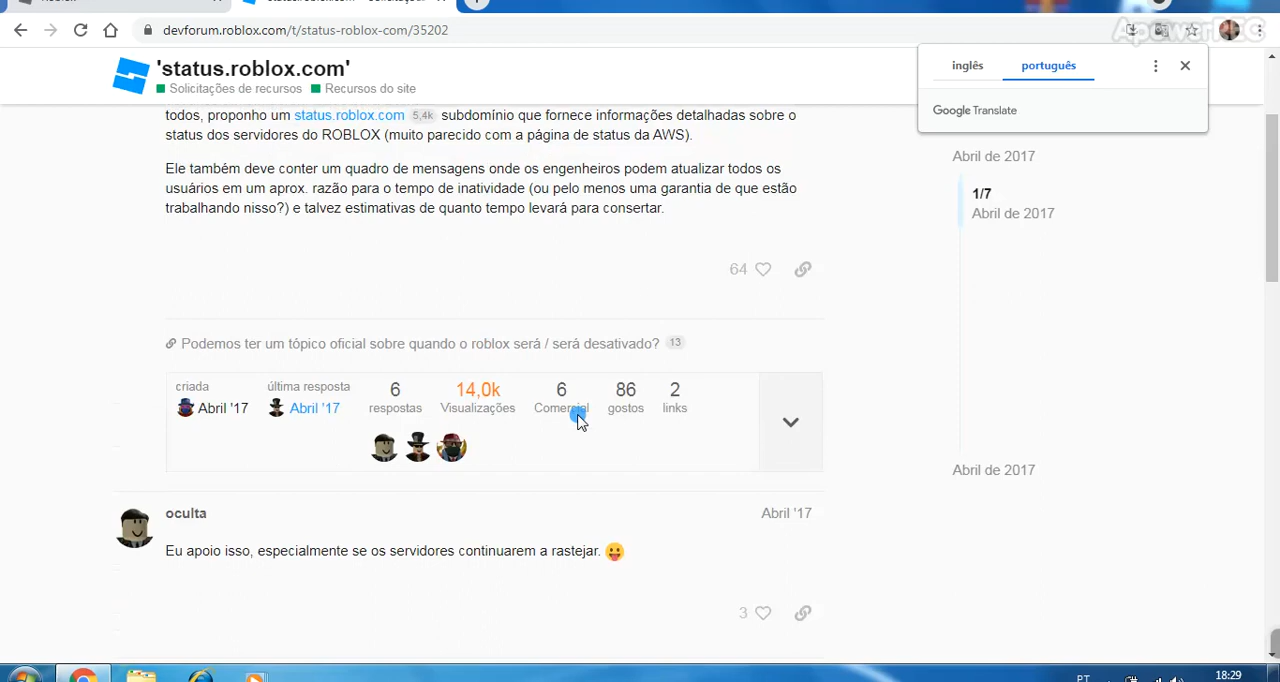 devforum.roblox.com/t/status-roblox-com/35202
ApowerREC
'status.roblox.com'
Solicitações de recursos Recursos do site
inglês português
Google Translate
todos, proponho um status.roblox.com 5,4k subdomínio que fornece informações detalhadas sobre o
status dos servidores do ROBLOX (muito parecido com a página de status da AWS).
Ele também deve conter um quadro de mensagens onde os engenheiros podem atualizar todos os
usuários em um aprox. razão para o tempo de inatividade (ou pelo menos uma garantia de que estão
trabalhando nisso?) e talvez estimativas de quanto tempo levará para consertar.
64
Abril de 2017
1/7
Abril de 2017
Abril de 2017
Podemos ter um tópico oficial sobre quando o roblox será / será desativado? 13
criada última resposta 6 14,0k 6 86 2
Abril '17 Abril '17 respostas Visualizações Comercial gostos links
oculta Abril '17
Eu apoio isso, especialmente se os servidores continuarem a rastejar.
3
PT 18:29